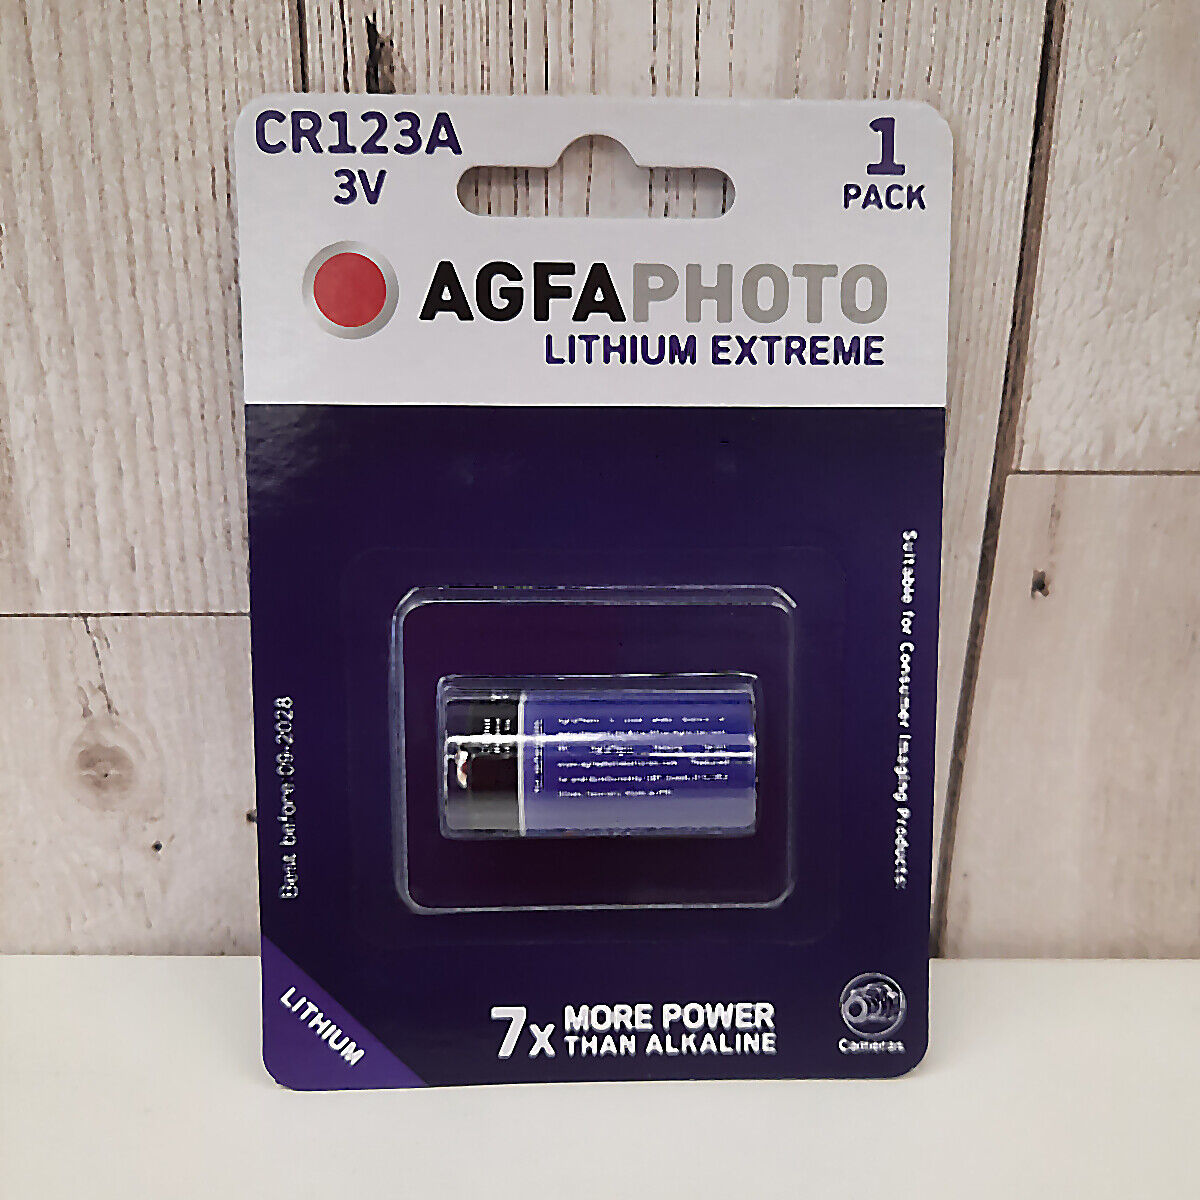 CR123A
3V
1
PACK
AGFAPHOTO
LITHIUM EXTREME
Suitable for Consumer Imaging Products:
Best before:09-2028
LITHIUM
7x MORE POWER
THAN ALKALINE
Cameras